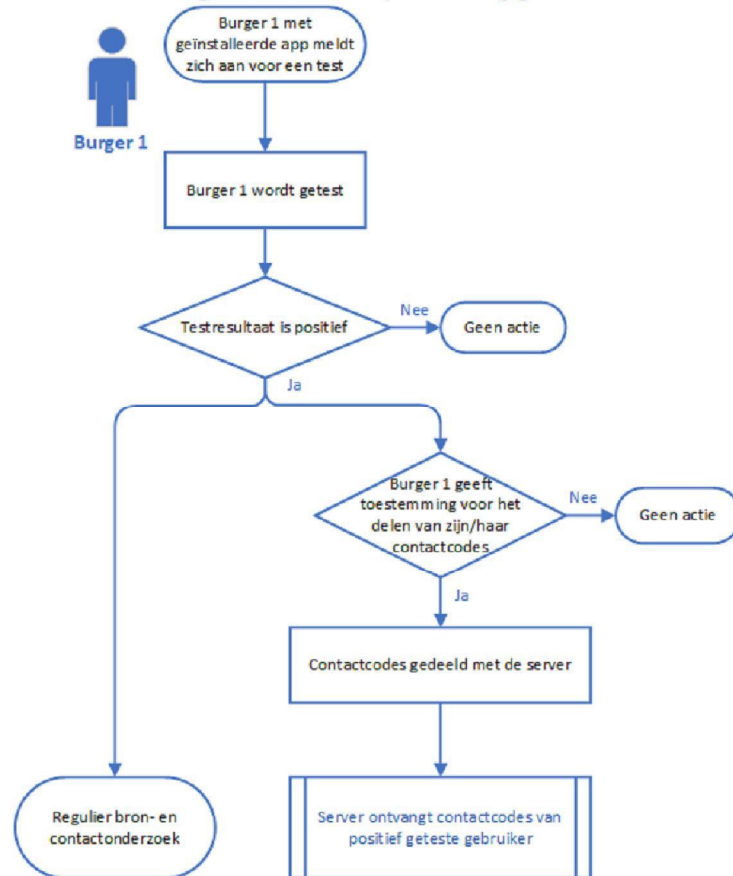 Burger 1 met
geïnstalleerde app meldt
zich aan voor een test
Burger 1
Burger 1 wordt getest
Testresultaat is positief
Nee
Geen actie
Ja
Burger 1 geeft
toestemming voor het
delen van zijn/haar
contactcodes
Nee
Geen actie
Ja
Contactcodes gedeeld met de server
Regulier bron- en
contactonderzoek
Server ontvangt contactcodes van
positief geteste gebruiker